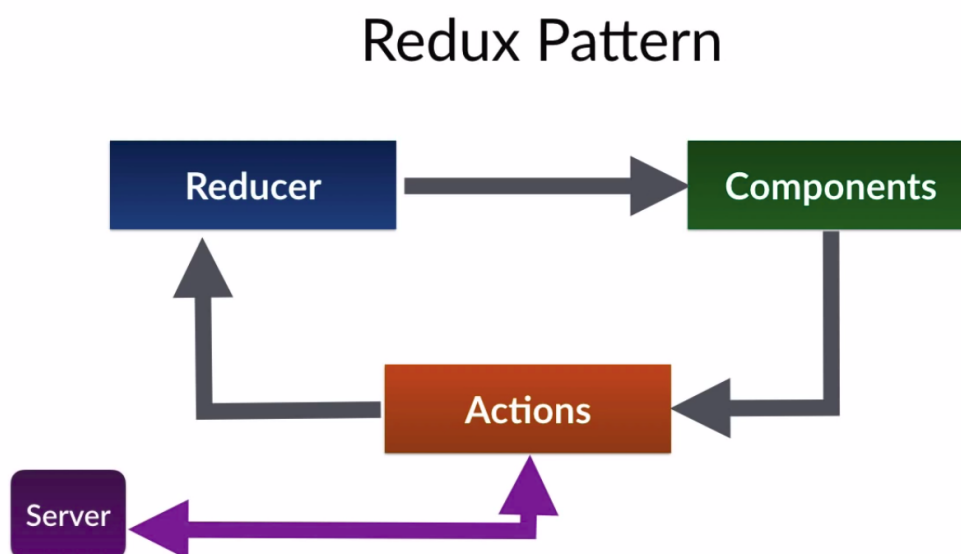 Redux Pattern
Reducer
Components
Actions
Server